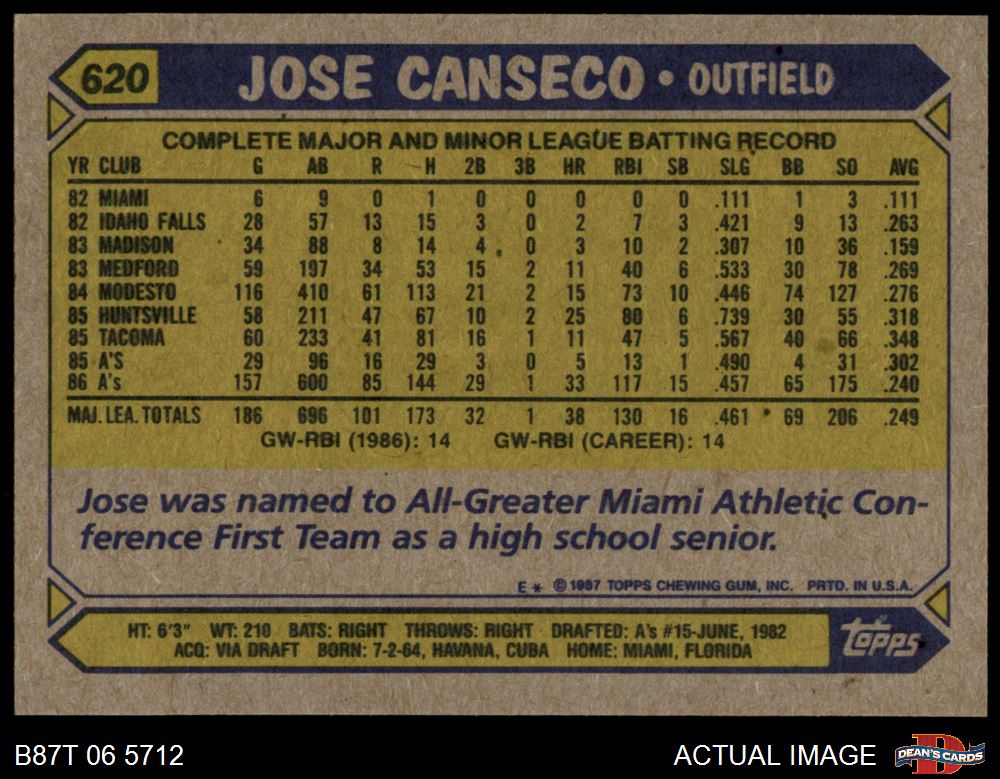 620 JOSE CANSECO • OUTFIELD
COMPLETE MAJOR AND MINOR LEAGUE BATTING RECORD
YR CLUB G AB R H 2B 3B HR RBI SB SLG BB SO AVG
82 MIAMI 6 9 0 1 0 0 0 0 0 .111 1 3 .111
82 IDAHO FALLS 28 57 13 15 3 0 2 7 3 .421 9 13 .263
83 MADISON 34 88 8 14 4 0 3 10 2 .307 10 36 .159
83 MEDFORD 59 197 34 53 15 2 11 40 6 .533 30 78 .269
84 MODESTO 116 410 61 113 21 2 15 73 10 .446 74 127 .276
85 HUNTSVILLE 58 211 47 67 10 2 25 80 6 .739 30 55 .318
85 TACOMA 60 233 41 81 16 1 11 47 5 .567 40 66 .348
85 A'S 29 96 16 29 3 0 5 13 1 .490 4 31 .302
86 A's 157 600 85 144 29 1 33 117 15 .457 65 175 .240
MAJ. LEA. TOTALS 186 696 101 173 32 1 38 130 16 .461 69 206 .249
GW-RBI (1986): 14 GW-RBI (CAREER): 14
Jose was named to All-Greater Miami Athletic Con-
ference First Team as a high school senior.
E * © 1987 TOPPS CHEWING GUM, INC. PRTD. IN U.S.A.
HT: 6'3" WT: 210 BATS: RIGHT THROWS: RIGHT DRAFTED: A's #15-JUNE, 1982
ACQ: VIA DRAFT BORN: 7-2-64, HAVANA, CUBA HOME: MIAMI, FLORIDA
topps
B87T 06 5712 ACTUAL IMAGE D DEAN'S CARDS